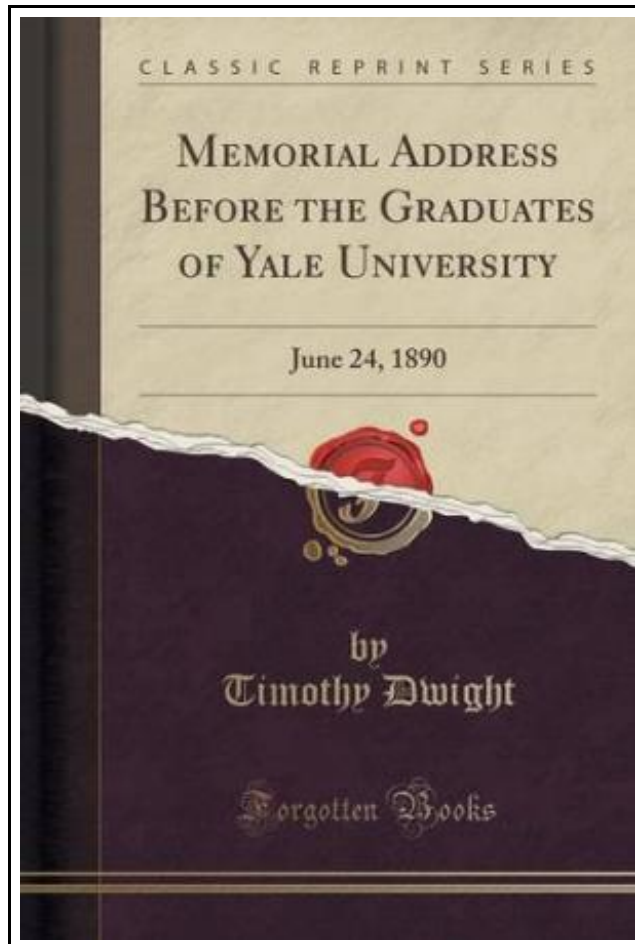 CLASSIC REPRINT SERIES
MEMORIAL ADDRESS
BEFORE THE GRADUATES
OF YALE UNIVERSITY
June 24, 1890
by
Timothy Dwight
Forgotten Books